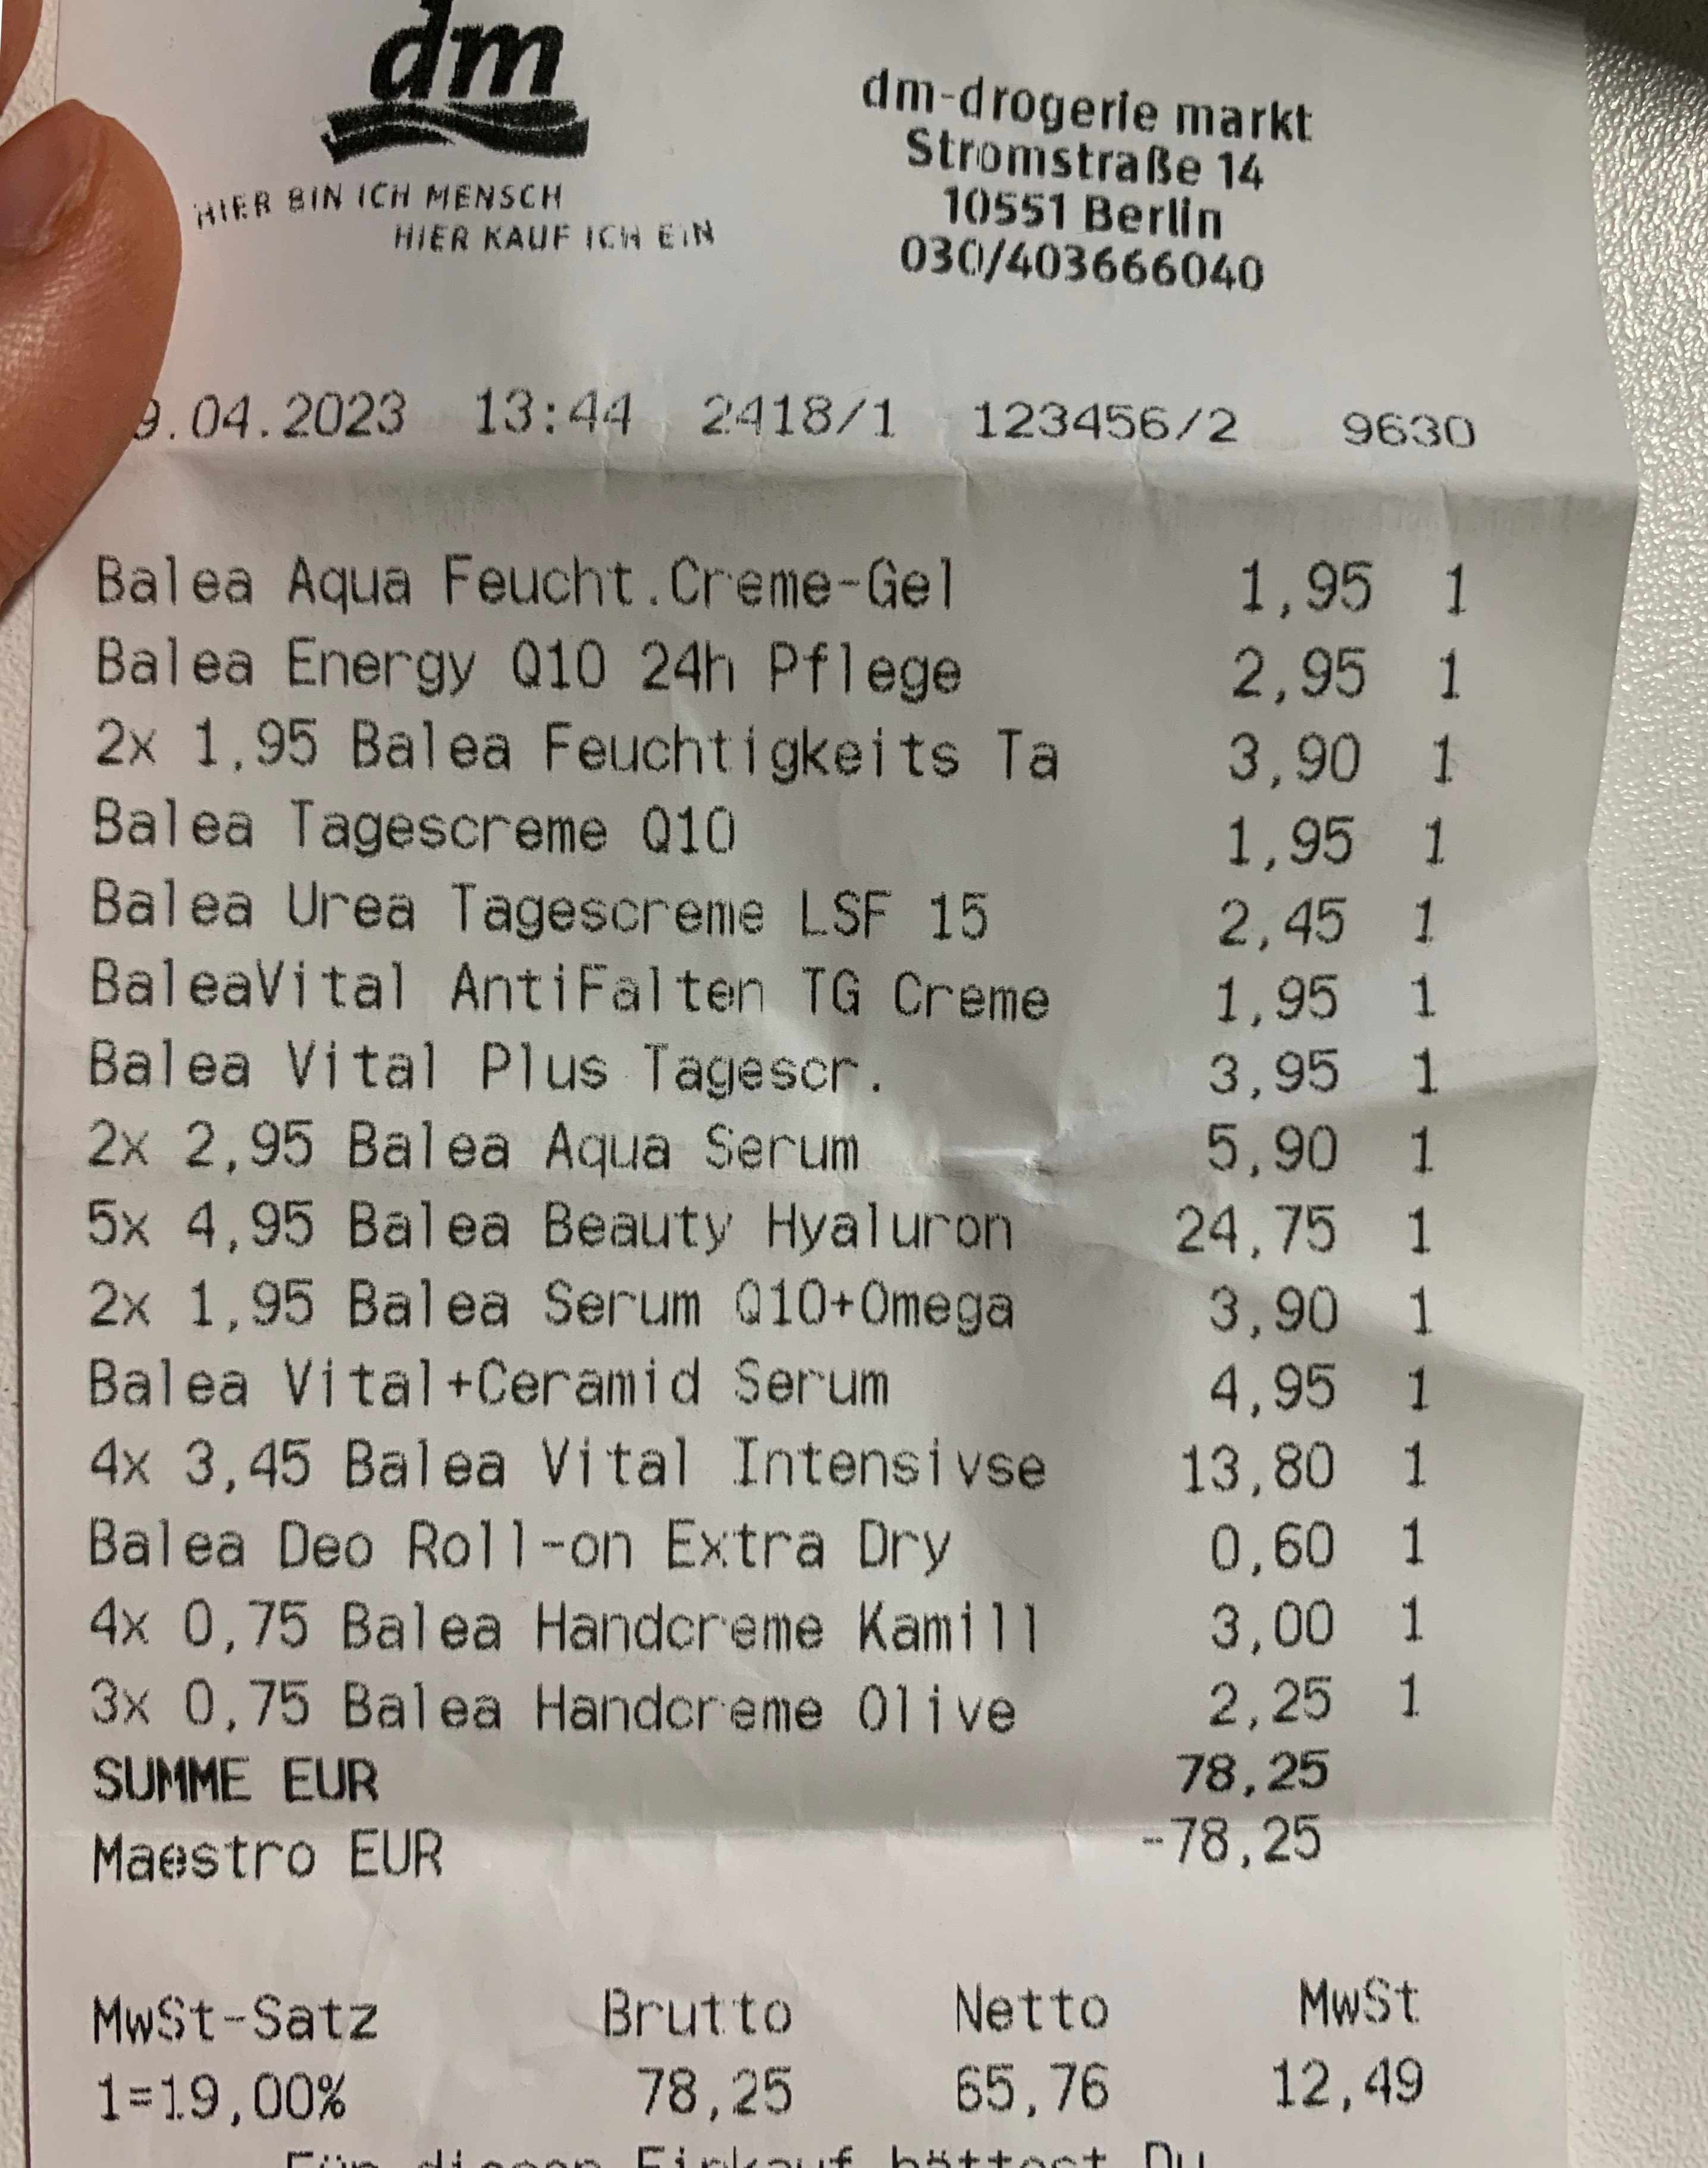 dm
HIER BIN ICH MENSCH
HIER KAUF ICH EIN
dm-drogerie markt
Stromstraße 14
10551 Berlin
030/403666040
9.04.2023 13:44 2418/1 123456/2 9630
Balea Aqua Feucht.Creme-Gel 1,95 1
Balea Energy Q10 24h Pflege 2,95 1
2x 1,95 Balea Feuchtigkeits Ta 3,90 1
Balea Tagescreme Q10 1,95 1
Balea Urea Tagescreme LSF 15 2,45 1
BaleaVital AntiFalten TG Creme 1,95 1
Balea Vital Plus Tagescr. 3,95 1
2x 2,95 Balea Aqua Serum 5,90 1
5x 4,95 Balea Beauty Hyaluron 24,75 1
2x 1,95 Balea Serum Q10+Omega 3,90 1
Balea Vital+Ceramid Serum 4,95 1
4x 3,45 Balea Vital Intensivse 13,80 1
Balea Deo Roll-on Extra Dry 0,60 1
4x 0,75 Balea Handcreme Kamill 3,00 1
3x 0,75 Balea Handcreme Olive 2,25 1
SUMME EUR 78,25
Maestro EUR -78,25
MwSt-Satz Brutto Netto MwSt
1=19,00% 78,25 65,76 12,49
Für diesen Einkauf hättest Du